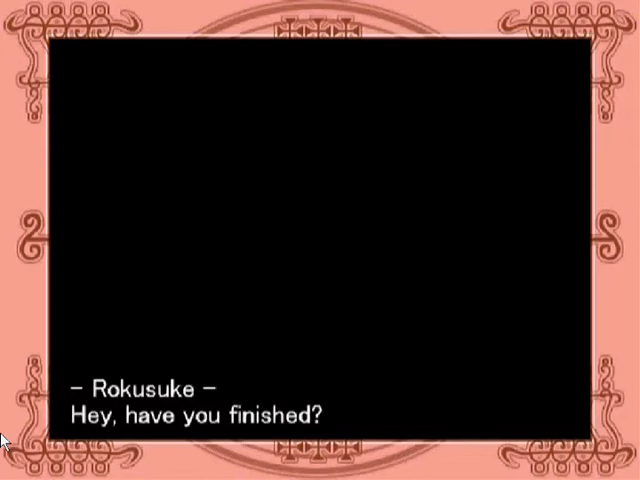 – Rokusuke –
Hey, have you finished?